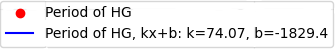 Period of HG
Period of HG, kx+b: k=74.07, b=-1829.4